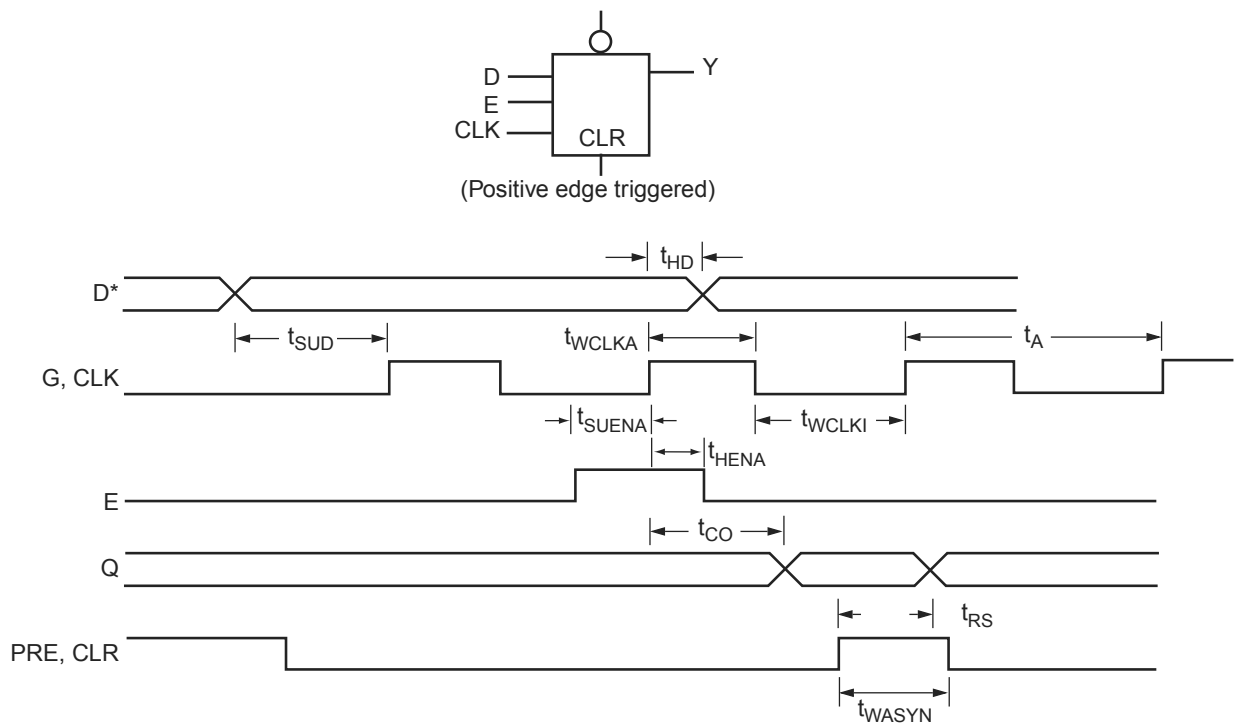 D
E
CLK
CLR
Y
(Positive edge triggered)
tHD
D*
tSUD
tWCLKA
tA
G, CLK
tSUENA
tWCLKI
tHENA
E
tCO
Q
tRS
PRE, CLR
tWASYN